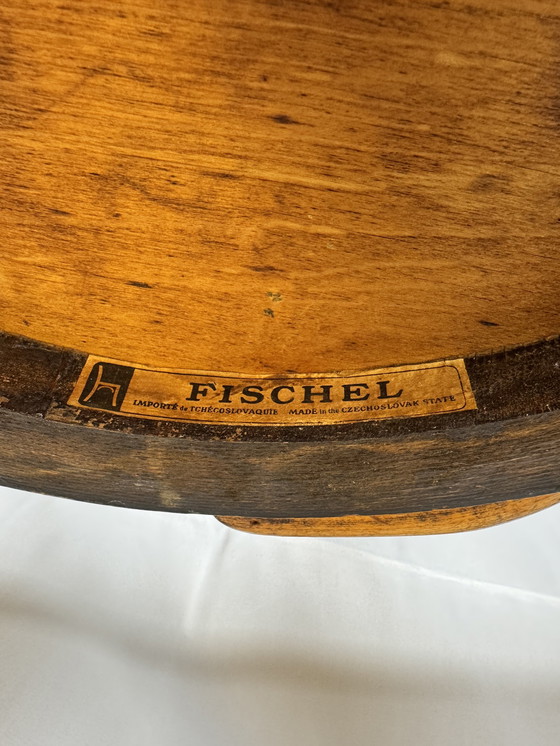 FISCHEL
IMPORTÉ de TCHÉCOSLOVAQUIE MADE in the CZECHOSLOVAK STATE